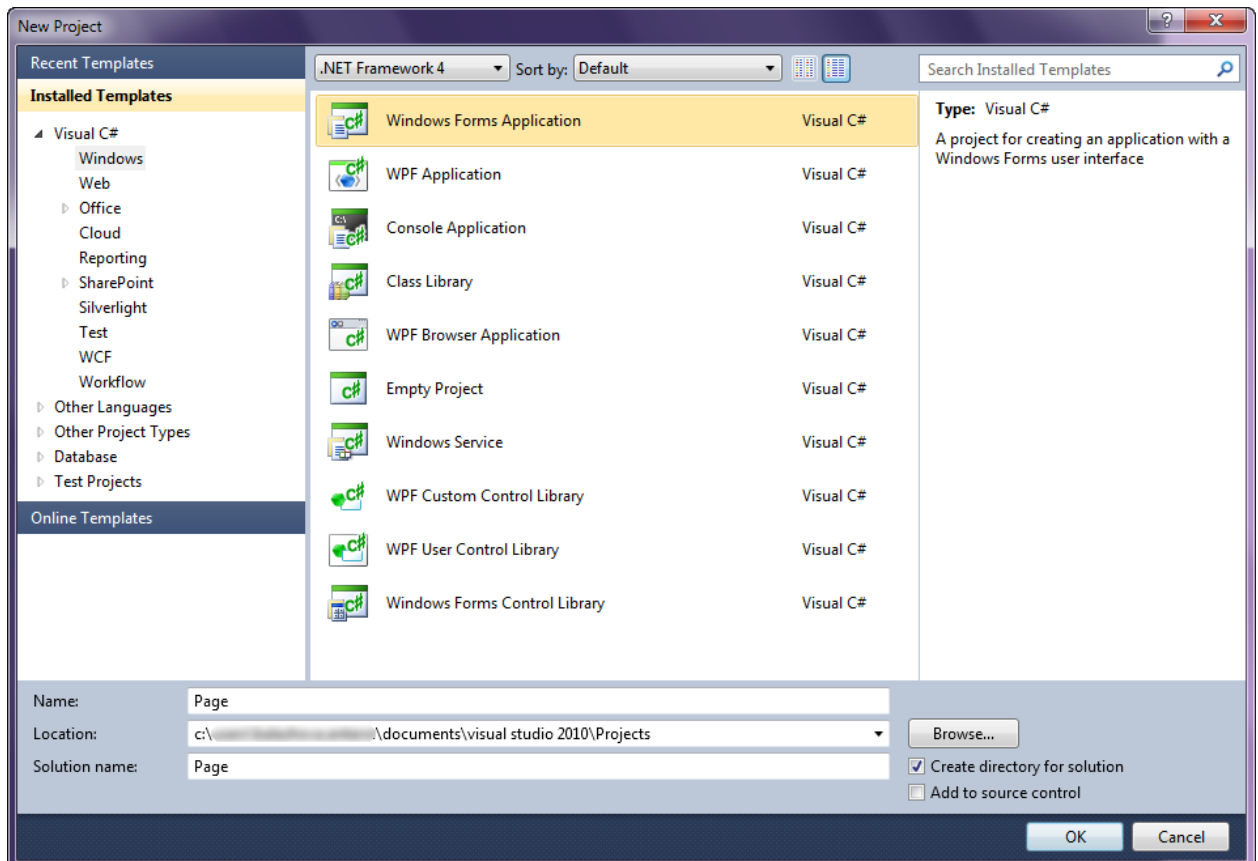 New Project
Recent Templates
Installed Templates
Visual C#
Windows
Web
Office
Cloud
Reporting
SharePoint
Silverlight
Test
WCF
Workflow
Other Languages
Other Project Types
Database
Test Projects
Online Templates
.NET Framework 4 Sort by: Default
Windows Forms Application Visual C#
WPF Application Visual C#
Console Application Visual C#
Class Library Visual C#
WPF Browser Application Visual C#
Empty Project Visual C#
Windows Service Visual C#
WPF Custom Control Library Visual C#
WPF User Control Library Visual C#
Windows Forms Control Library Visual C#
Search Installed Templates
Type: Visual C#
A project for creating an application with a
Windows Forms user interface
Name: Page
Location: c:\ \documents\visual studio 2010\Projects Browse...
Solution name: Page
Create directory for solution
Add to source control
OK Cancel